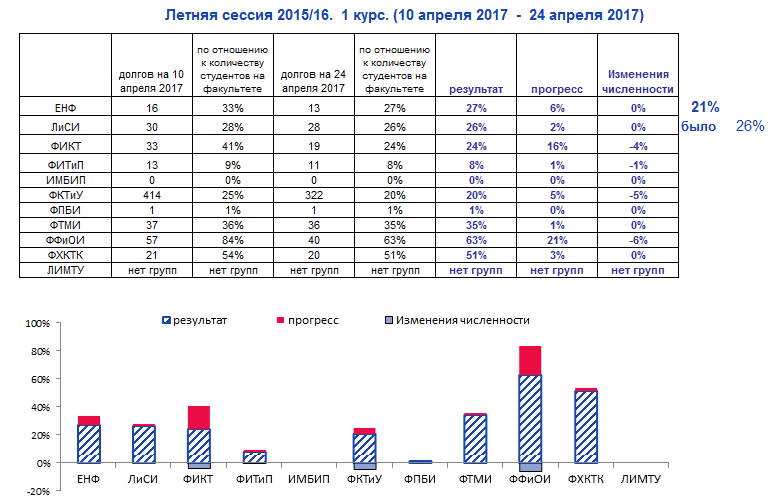 Летняя сессия 2015/16. 1 курс. (10 апреля 2017 - 24 апреля 2017)
долгов на 10 апреля 2017 по отношению к количеству студентов на факультете долгов на 24 апреля 2017 по отношению к количеству студентов на факультете результат прогресс Изменения численности
ЕНФ 16 33% 13 27% 27% 6% 0% 21%
ЛиСИ 30 28% 28 26% 26% 2% 0% было 26%
ФИКТ 33 41% 19 24% 24% 16% -4%
ФИТиП 13 9% 11 8% 8% 1% -1%
ИМБИП 0 0% 0 0% 0% 0% 0%
ФКТиУ 414 25% 322 20% 20% 5% -5%
ФПБИ 1 1% 1 1% 1% 0% 0%
ФТМИ 37 36% 36 35% 35% 1% 0%
ФФиОИ 57 84% 40 63% 63% 21% -6%
ФХКТК 21 54% 20 51% 51% 3% 0%
ЛИМТУ нет групп нет групп нет групп нет групп нет групп нет групп нет групп
результат прогресс Изменения численности
100%
80%
60%
40%
20%
0%
-20%
ЕНФ ЛиСИ ФИКТ ФИТиП ИМБИП ФКТиУ ФПБИ ФТМИ ФФиОИ ФХКТК ЛИМТУ